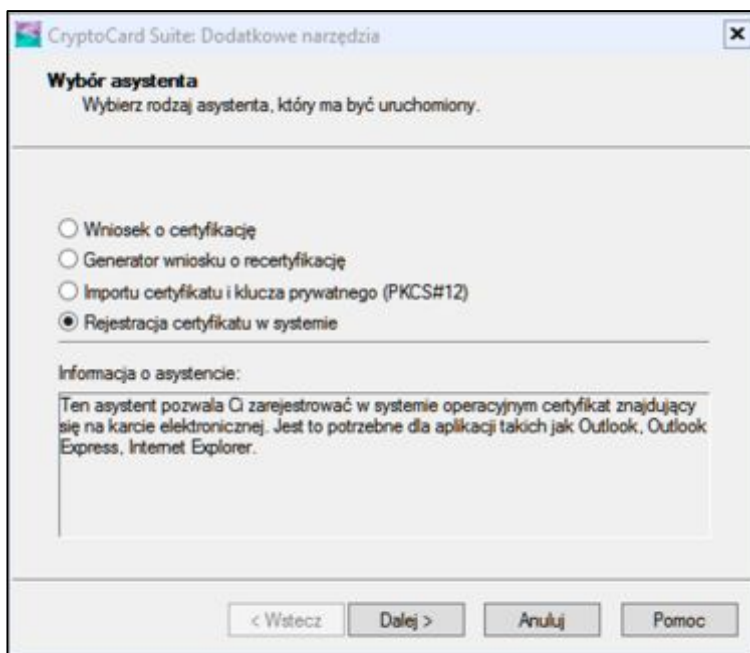 CryptoCard Suite: Dodatkowe narzędzia
Wybór asystenta
Wybierz rodzaj asystenta, który ma być uruchomiony.
Wniosek o certyfikację
Generator wniosku o recertyfikację
Importu certyfikatu i klucza prywatnego (PKCS#12)
Rejestracja certyfikatu w systemie
Informacja o asystencie:
Ten asystent pozwala Ci zarejestrować w systemie operacyjnym certyfikat znajdujący
się na karcie elektronicznej. Jest to potrzebne dla aplikacji takich jak Outlook, Outlook
Express, Internet Explorer.
< Wstecz Dalej > Anuluj Pomoc